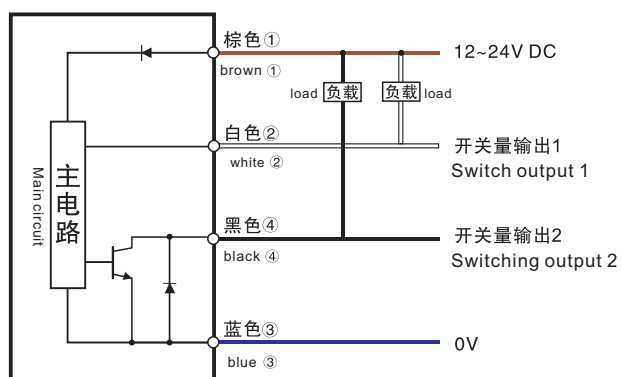 棕色①
brown ①
12~24V DC
load 负载
负载 load
白色②
white ②
开关量输出1
Switch output 1
主电路
Main circuit
黑色④
black ④
开关量输出2
Switching output 2
蓝色③
blue ③
0V